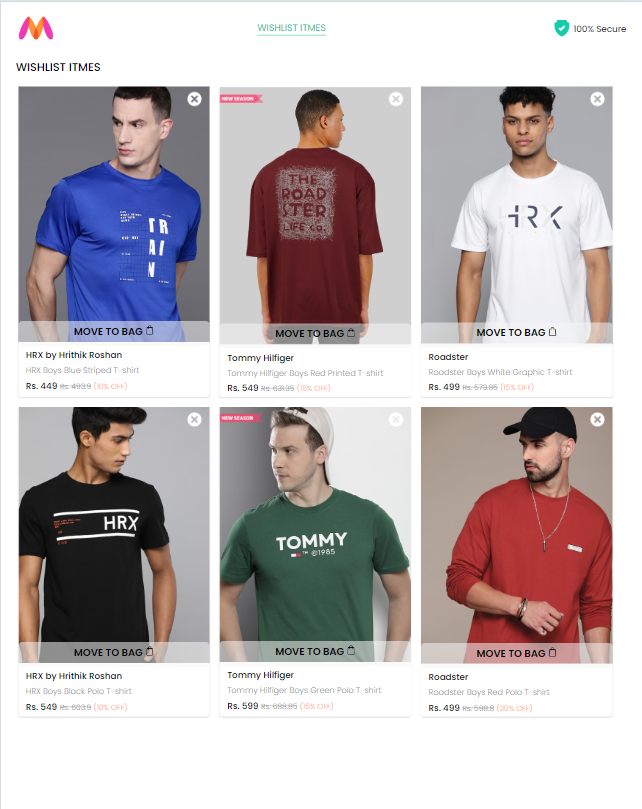 WISHLIST ITMES
100% Secure
WISHLIST ITMES
TR
AI
N
MOVE TO BAG
HRX by Hrithik Roshan
HRX Boys Blue Striped T-shirt
Rs. 449 Rs. 493.9 (10% OFF)
NEW SEASON
THE
ROAD
STER
LIFE CO.
MOVE TO BAG
Tommy Hilfiger
Tommy Hilfiger Boys Red Printed T-shirt
Rs. 549 Rs. 631.35 (15% OFF)
HRX
MOVE TO BAG
Roadster
Roadster Boys White Graphic T-shirt
Rs. 499 Rs. 573.85 (15% OFF)
HRX
MOVE TO BAG
HRX by Hrithik Roshan
HRX Boys Black Polo T-shirt
Rs. 549 Rs. 603.9 (10% OFF)
NEW SEASON
TOMMY
TM ©1985
MOVE TO BAG
Tommy Hilfiger
Tommy Hilfiger Boys Green Polo T-shirt
Rs. 599 Rs. 688.85 (15% OFF)
MOVE TO BAG
Roadster
Roadster Boys Red Polo T-shirt
Rs. 499 Rs. 598.8 (20% OFF)